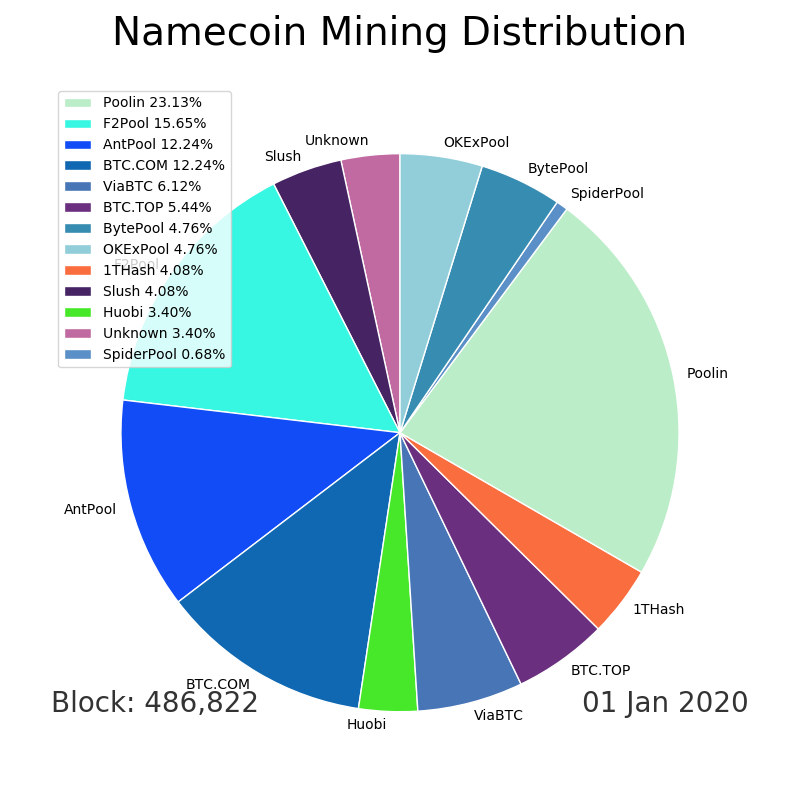 Namecoin Mining Distribution
Poolin 23.13%
F2Pool 15.65%
AntPool 12.24%
BTC.COM 12.24%
ViaBTC 6.12%
BTC.TOP 5.44%
BytePool 4.76%
OKExPool 4.76%
1THash 4.08%
Slush 4.08%
Huobi 3.40%
Unknown 3.40%
SpiderPool 0.68%
Unknown
OKExPool
Slush
BytePool
SpiderPool
F2Pool
Poolin
AntPool
1THash
BTC.TOP
BTC.COM
ViaBTC
Huobi
Block: 486,822
01 Jan 2020